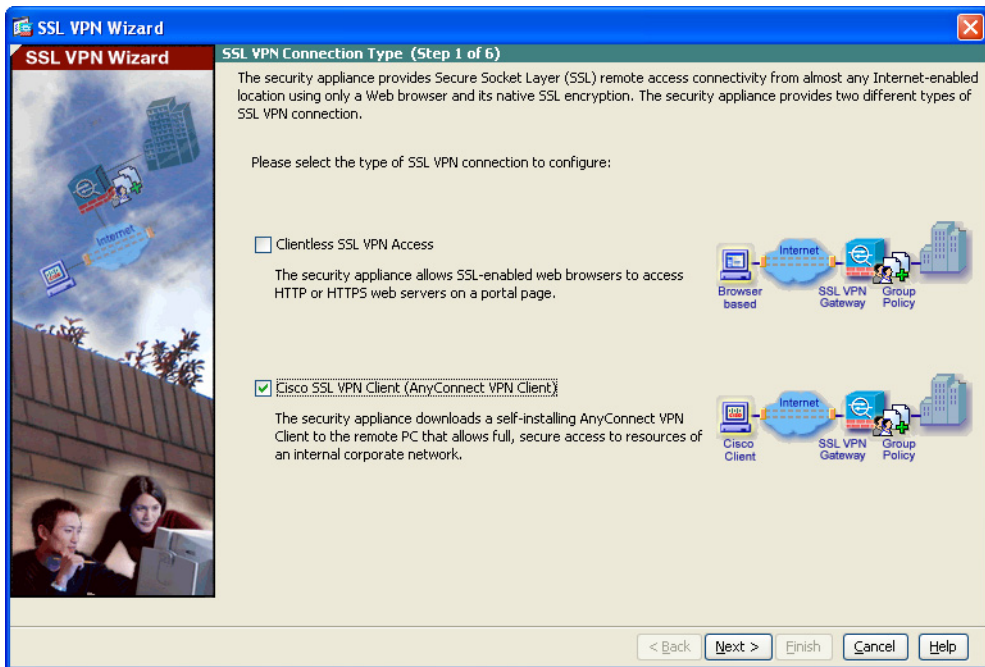 SSL VPN Wizard
SSL VPN Wizard
SSL VPN Connection Type (Step 1 of 6)
The security appliance provides Secure Socket Layer (SSL) remote access connectivity from almost any Internet-enabled
location using only a Web browser and its native SSL encryption. The security appliance provides two different types of
SSL VPN connection.
Please select the type of SSL VPN connection to configure:
Internet
Clientless SSL VPN Access
The security appliance allows SSL-enabled web browsers to access
HTTP or HTTPS web servers on a portal page.
Internet
Browser
based
SSL VPN
Gateway
Group
Policy
Cisco SSL VPN Client (AnyConnect VPN Client)
The security appliance downloads a self-installing AnyConnect VPN
Client to the remote PC that allows full, secure access to resources of
an internal corporate network.
Internet
Cisco
Client
SSL VPN
Gateway
Group
Policy
< Back
Next >
Finish
Cancel
Help